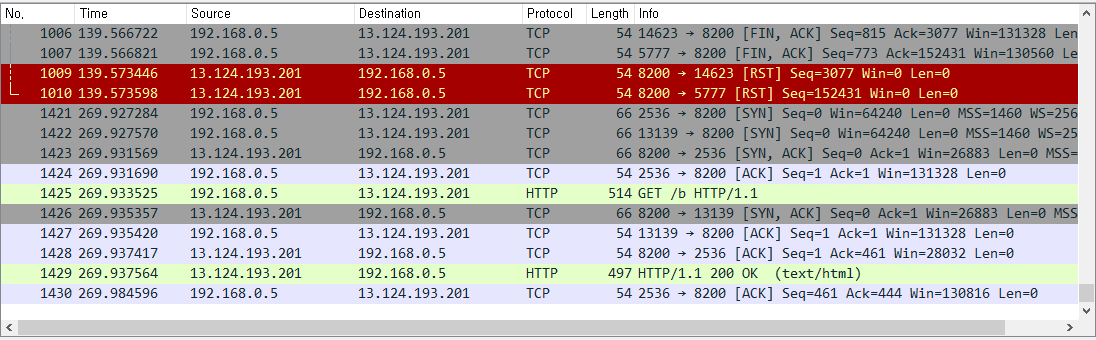 No. Time Source Destination Protocol Length Info
1006 139.566722 192.168.0.5 13.124.193.201 TCP 54 14623 → 8200 [FIN, ACK] Seq=815 Ack=3077 Win=131328 Len
1007 139.566821 192.168.0.5 13.124.193.201 TCP 54 5777 → 8200 [FIN, ACK] Seq=773 Ack=152431 Win=130560 Len
1009 139.573446 13.124.193.201 192.168.0.5 TCP 54 8200 → 14623 [RST] Seq=3077 Win=0 Len=0
1010 139.573598 13.124.193.201 192.168.0.5 TCP 54 8200 → 5777 [RST] Seq=152431 Win=0 Len=0
1421 269.927284 192.168.0.5 13.124.193.201 TCP 66 2536 → 8200 [SYN] Seq=0 Win=64240 Len=0 MSS=1460 WS=256
1422 269.927570 192.168.0.5 13.124.193.201 TCP 66 13139 → 8200 [SYN] Seq=0 Win=64240 Len=0 MSS=1460 WS=25
1423 269.931569 13.124.193.201 192.168.0.5 TCP 66 8200 → 2536 [SYN, ACK] Seq=0 Ack=1 Win=26883 Len=0 MSS=
1424 269.931690 192.168.0.5 13.124.193.201 TCP 54 2536 → 8200 [ACK] Seq=1 Ack=1 Win=131328 Len=0
1425 269.933525 192.168.0.5 13.124.193.201 HTTP 514 GET /b HTTP/1.1
1426 269.935357 13.124.193.201 192.168.0.5 TCP 66 8200 → 13139 [SYN, ACK] Seq=0 Ack=1 Win=26883 Len=0 MSS
1427 269.935420 192.168.0.5 13.124.193.201 TCP 54 13139 → 8200 [ACK] Seq=1 Ack=1 Win=131328 Len=0
1428 269.937417 13.124.193.201 192.168.0.5 TCP 54 8200 → 2536 [ACK] Seq=1 Ack=461 Win=28032 Len=0
1429 269.937564 13.124.193.201 192.168.0.5 HTTP 497 HTTP/1.1 200 OK (text/html)
1430 269.984596 192.168.0.5 13.124.193.201 TCP 54 2536 → 8200 [ACK] Seq=461 Ack=444 Win=130816 Len=0